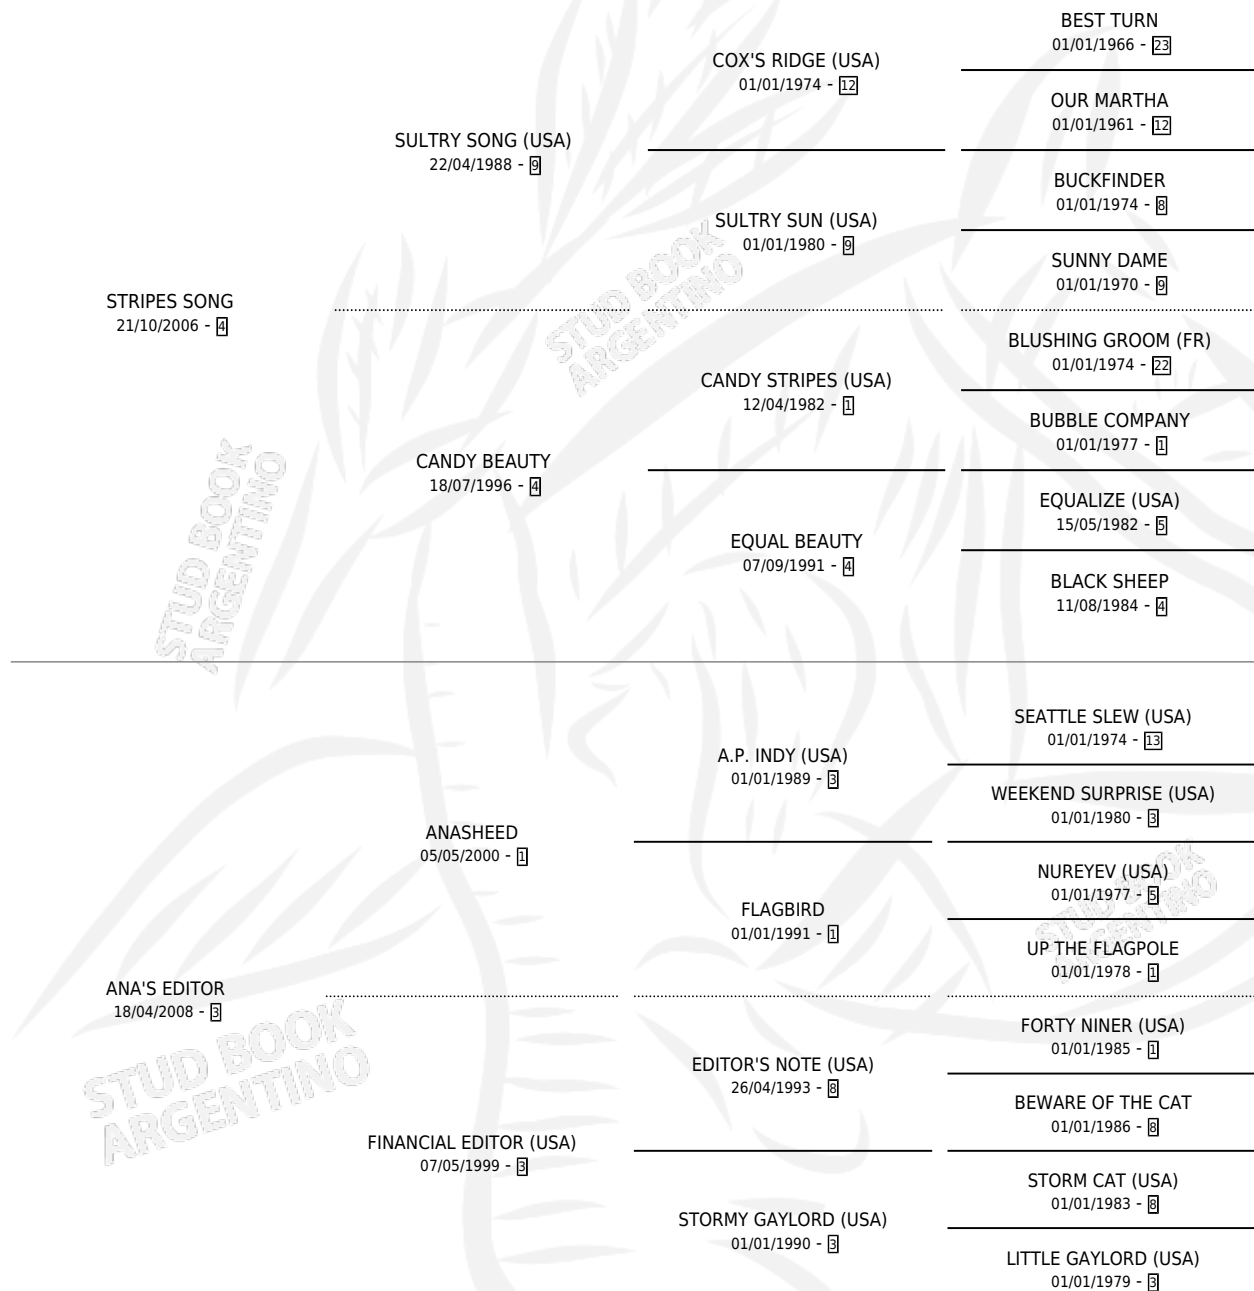 BEST TURN
01/01/1966 - 23
COX'S RIDGE (USA)
01/01/1974 - 12
OUR MARTHA
01/01/1961 - 12
SULTRY SONG (USA)
22/04/1988 - 9
BUCKFINDER
01/01/1974 - 8
SULTRY SUN (USA)
01/01/1980 - 9
SUNNY DAME
01/01/1970 - 9
STRIPES SONG
21/10/2006 - 4
BLUSHING GROOM (FR)
01/01/1974 - 22
CANDY STRIPES (USA)
12/04/1982 - 1
BUBBLE COMPANY
01/01/1977 - 1
CANDY BEAUTY
18/07/1996 - 4
EQUALIZE (USA)
15/05/1982 - 5
EQUAL BEAUTY
07/09/1991 - 4
BLACK SHEEP
11/08/1984 - 4
SEATTLE SLEW (USA)
01/01/1974 - 13
A.P. INDY (USA)
01/01/1989 - 3
WEEKEND SURPRISE (USA)
01/01/1980 - 3
ANASHEED
05/05/2000 - 1
NUREYEV (USA)
01/01/1977 - 5
FLAGBIRD
01/01/1991 - 1
UP THE FLAGPOLE
01/01/1978 - 1
ANA'S EDITOR
18/04/2008 - 3
FORTY NINER (USA)
01/01/1985 - 1
EDITOR'S NOTE (USA)
26/04/1993 - 8
BEWARE OF THE CAT
01/01/1986 - 8
FINANCIAL EDITOR (USA)
07/05/1999 - 3
STORM CAT (USA)
01/01/1983 - 8
STORMY GAYLORD (USA)
01/01/1990 - 3
LITTLE GAYLORD (USA)
01/01/1979 - 3
STUD BOOK
ARGENTINO
STUD BOOK
ARGENTINO
STUD BOOK
ARGENTINO
STUD BOOK
ARGENTINO